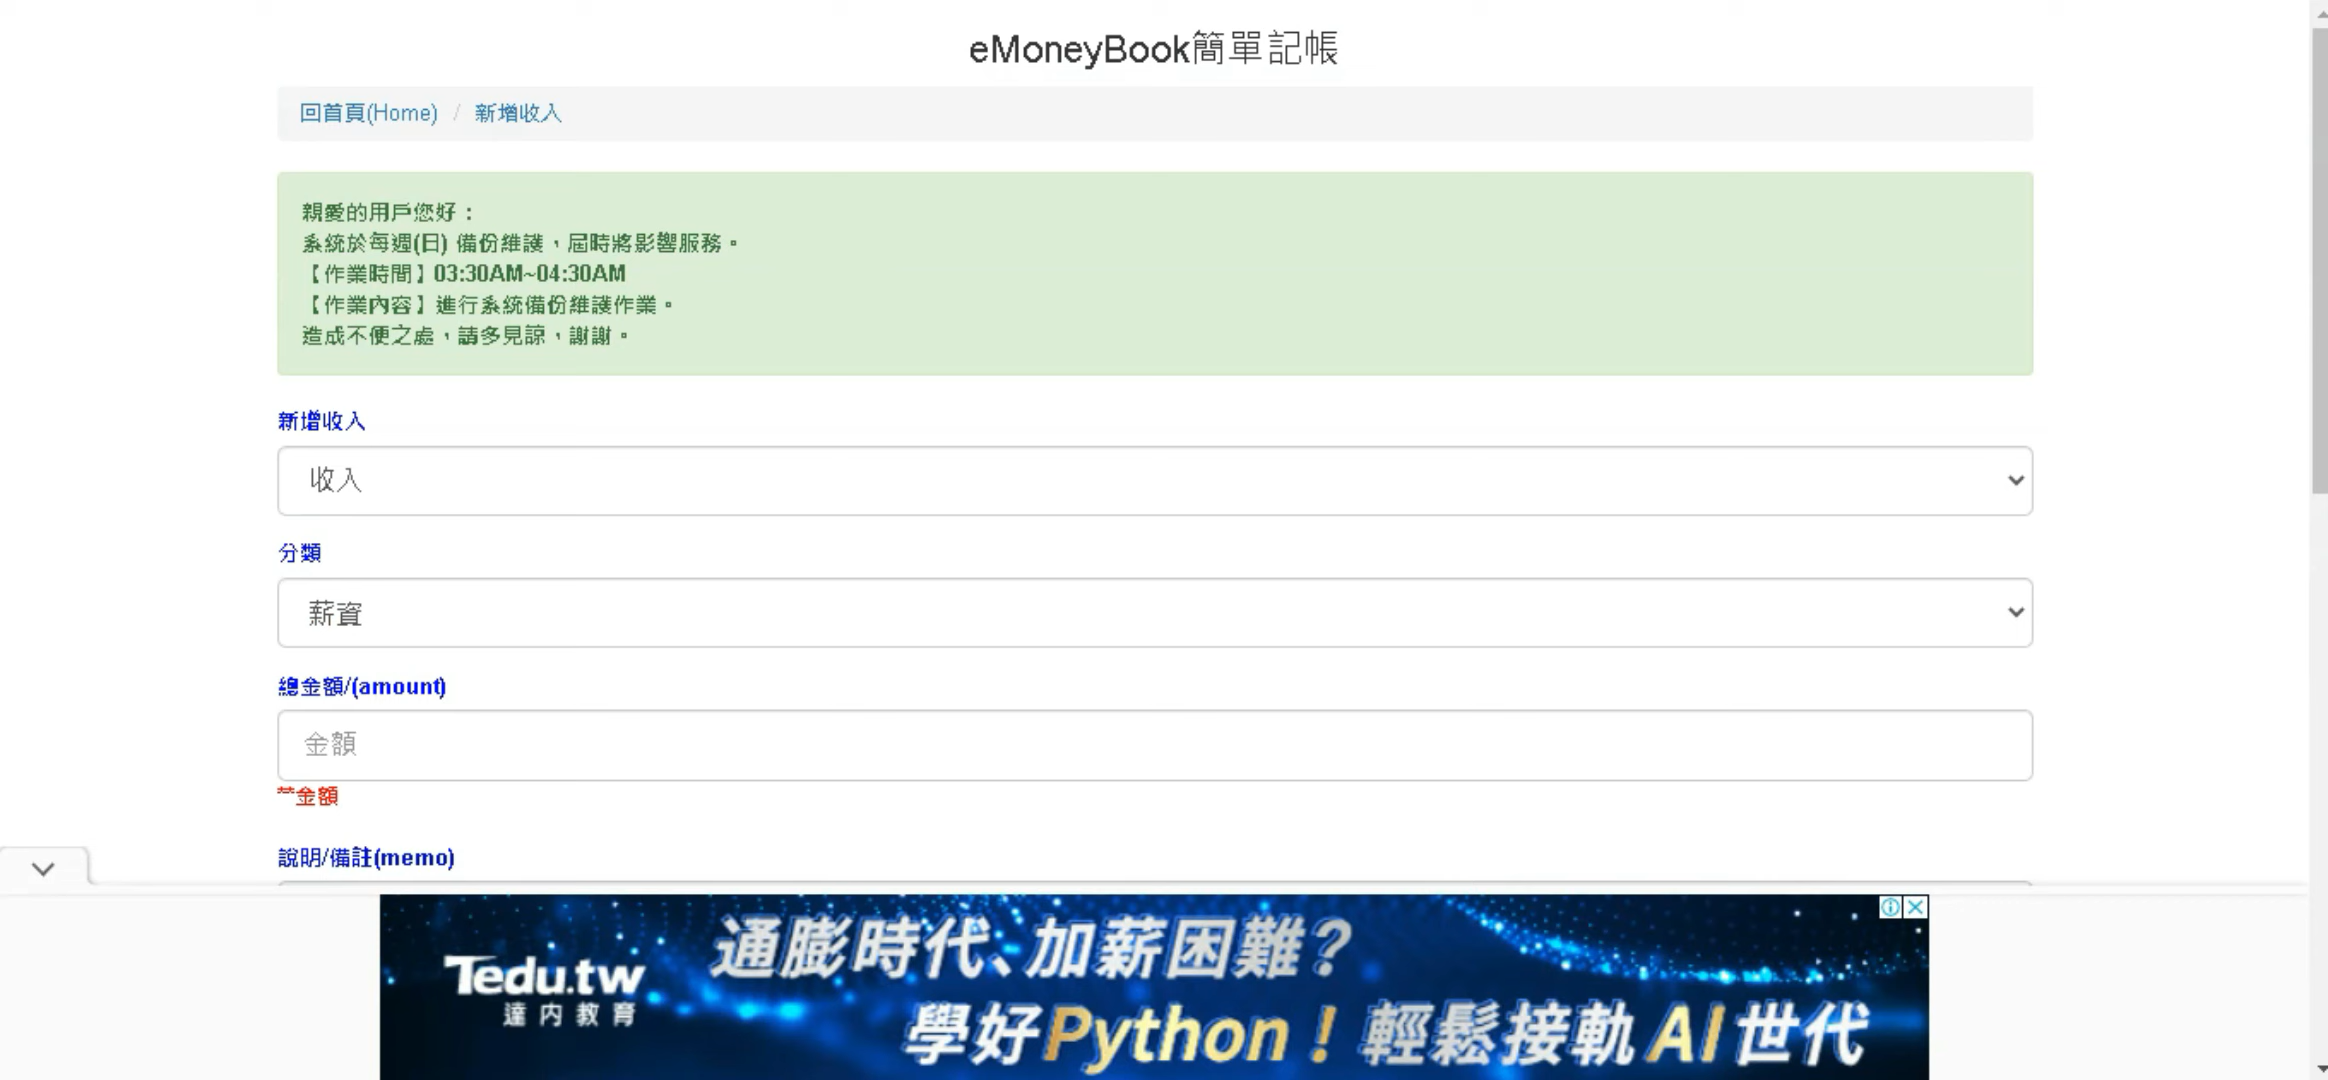 eMoneyBook簡單記帳
回首頁(Home) / 新增收入
親愛的用戶您好：
系統於每週(日) 備份維護，屆時將影響服務。
【作業時間】03:30AM~04:30AM
【作業內容】進行系統備份維護作業。
造成不便之處，請多見諒，謝謝。
新增收入
收入
分類
薪資
總金額/(amount)
金額
**金額
說明/備註(memo)
Tedu.tw
達內教育
通膨時代、加薪困難?
學好Python！輕鬆接軌AI世代